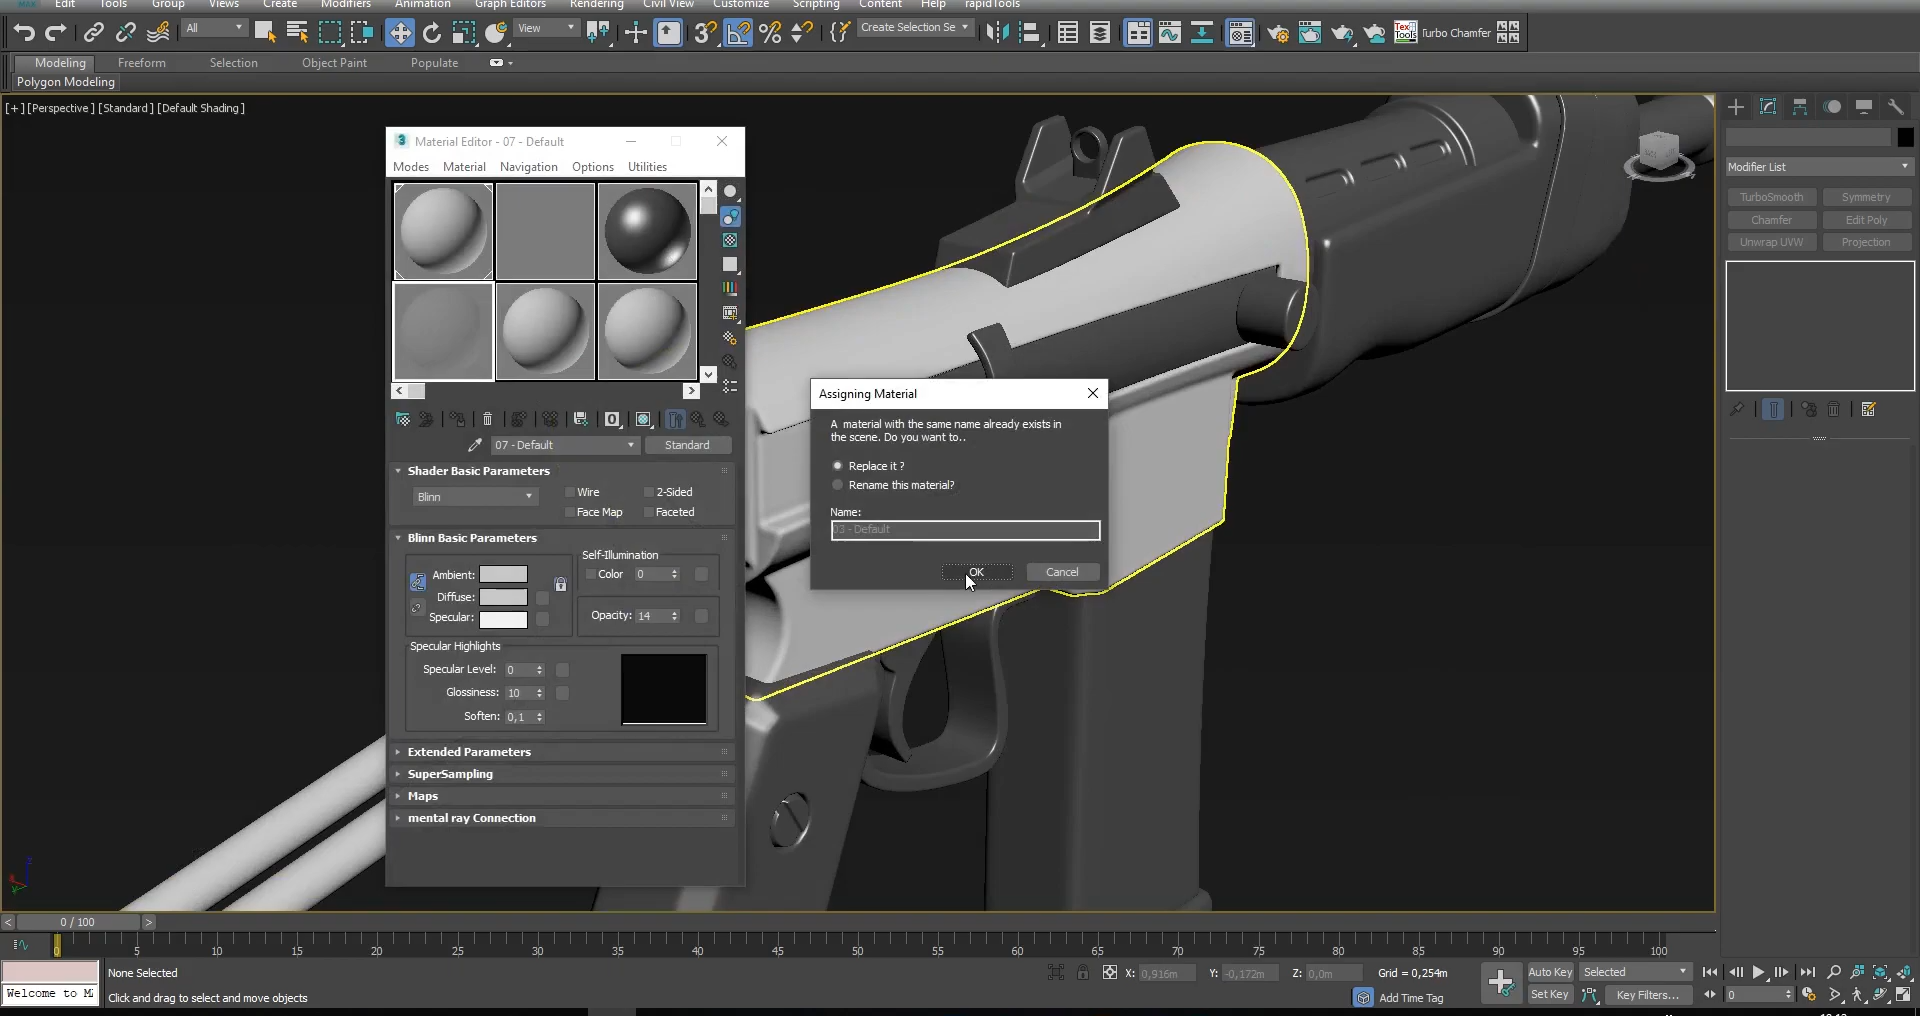 Edit Tools Group Views Create Modifiers Animation Graph Editors Rendering Civil View Customize Scripting Content Help rapidTools
All View Create Selection Se Tex Tools Turbo Chamfer
Modeling Freeform Selection Object Paint Populate
Polygon Modeling
[+] [Perspective] [Standard] [Default Shading]
Material Editor - 07 - Default
Modes Material Navigation Options Utilities
07 - Default Standard
Shader Basic Parameters
Blinn Wire 2-Sided
Face Map Faceted
Blinn Basic Parameters
Self-Illumination
Ambient: Color 0
Diffuse:
Specular: Opacity: 14
Specular Highlights
Specular Level: 0
Glossiness: 10
Soften: 0,1
Extended Parameters
SuperSampling
Maps
mental ray Connection
Assigning Material
A material with the same name already exists in
the scene. Do you want to..
Replace it ?
Rename this material?
Name:
03 - Default
OK Cancel
Modifier List
TurboSmooth Symmetry
Chamfer Edit Poly
Unwrap UVW Projection
< 0 / 100 >
0 5 10 15 20 25 30 35 40 45 50 55 60 65 70 75 80 85 90 95 100
None Selected X: 0,916m Y: -0,172m Z: 0,0m Grid = 0,254m Auto Key Selected
Welcome to M Click and drag to select and move objects Add Time Tag Set Key Key Filters... 0